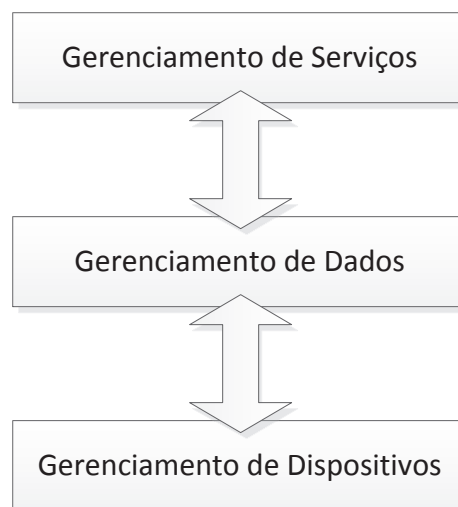 Gerenciamento de Serviços
Gerenciamento de Dados
Gerenciamento de Dispositivos